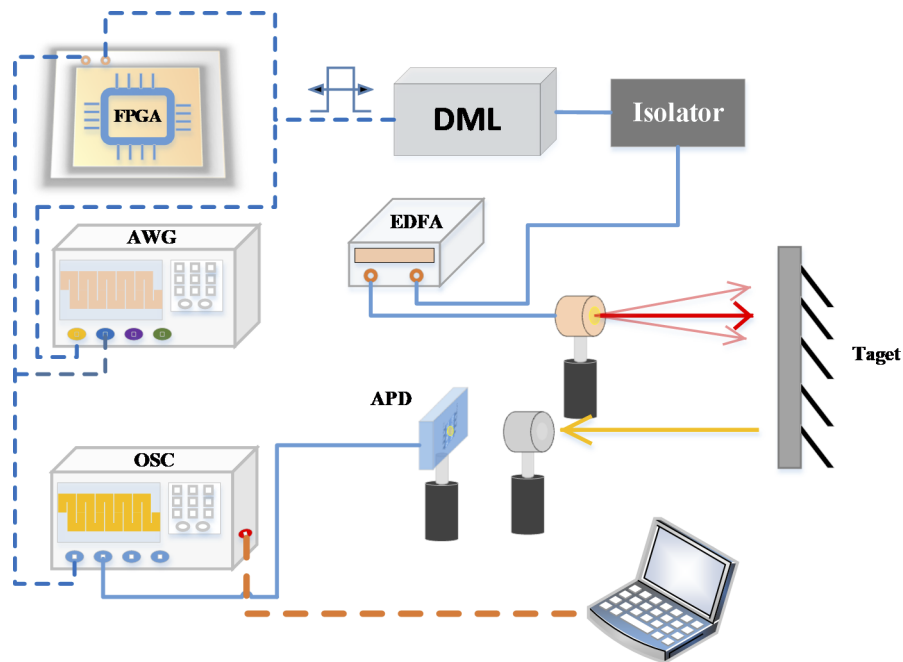 FPGA
DML
Isolator
EDFA
AWG
Taget
APD
OSC